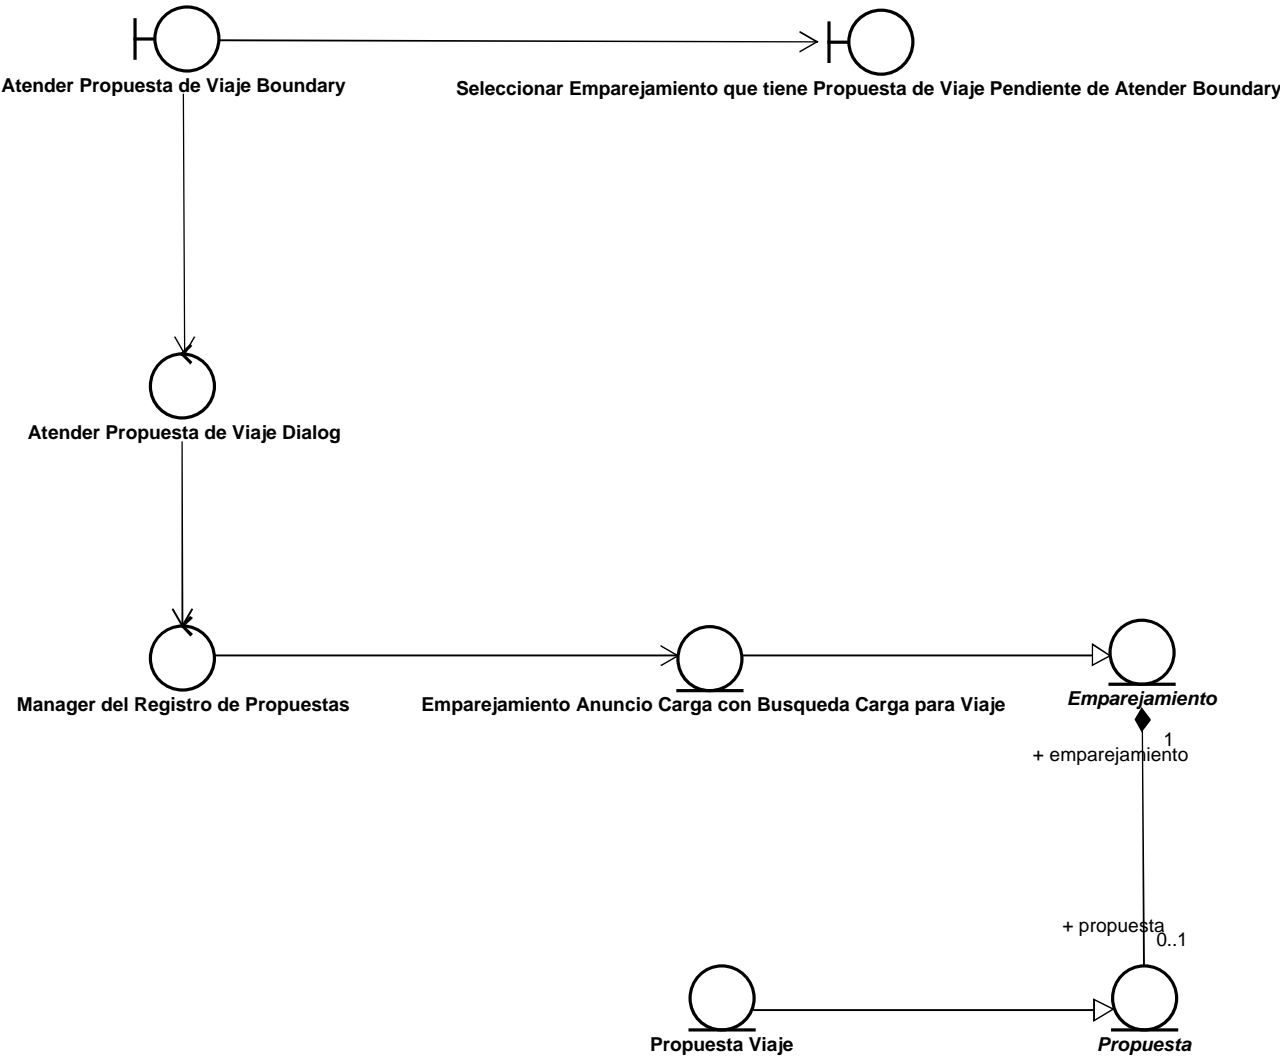 Atender Propuesta de Viaje Boundary
Seleccionar Emparejamiento que tiene Propuesta de Viaje Pendiente de Atender Boundary
Atender Propuesta de Viaje Dialog
Manager del Registro de Propuestas
Emparejamiento Anuncio Carga con Busqueda Carga para Viaje
Emparejamiento
1
+ emparejamiento
+ propuesta
0..1
Propuesta Viaje
Propuesta